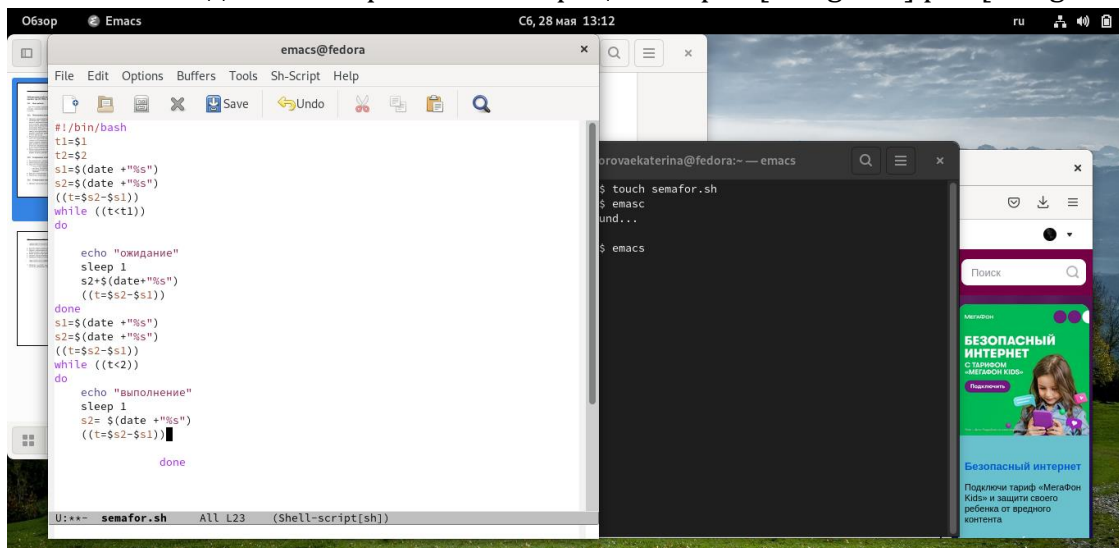 Обзор Emacs Сб, 28 мая 13:12 ru
emacs@fedora
File Edit Options Buffers Tools Sh-Script Help
Save Undo
#!/bin/bash
t1=$1
t2=$2
s1=$(date +"%s")
s2=$(date +"%s")
((t=$s2-$s1))
while ((t<t1))
do
echo "ожидание"
sleep 1
s2+$(date+"%s")
((t=$s2-$s1))
done
s1=$(date +"%s")
s2=$(date +"%s")
((t=$s2-$s1))
while ((t<2))
do
echo "выполнение"
sleep 1
s2= $(date +"%s")
((t=$s2-$s1))
done
U:**- semafor.sh All L23 (Shell-script[sh])
orovaekaterina@fedora:~ — emacs
$ touch semafor.sh
$ emasc
und...
$ emacs
Поиск
МЕГАФОН
БЕЗОПАСНЫЙ
ИНТЕРНЕТ
С ТАРИФОМ
«МЕГАФОН KIDS»
Подключить
Безопасный интернет
Подключи тариф «МегаФон
Kids» и защити своего
ребенка от вредного
контента